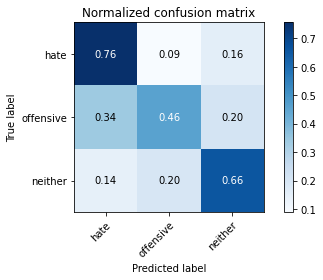 Normalized confusion matrix
True label
hate
offensive
neither
0.76 0.09 0.16
0.34 0.46 0.20
0.14 0.20 0.66
hate
offensive
neither
Predicted label
0.7
0.6
0.5
0.4
0.3
0.2
0.1